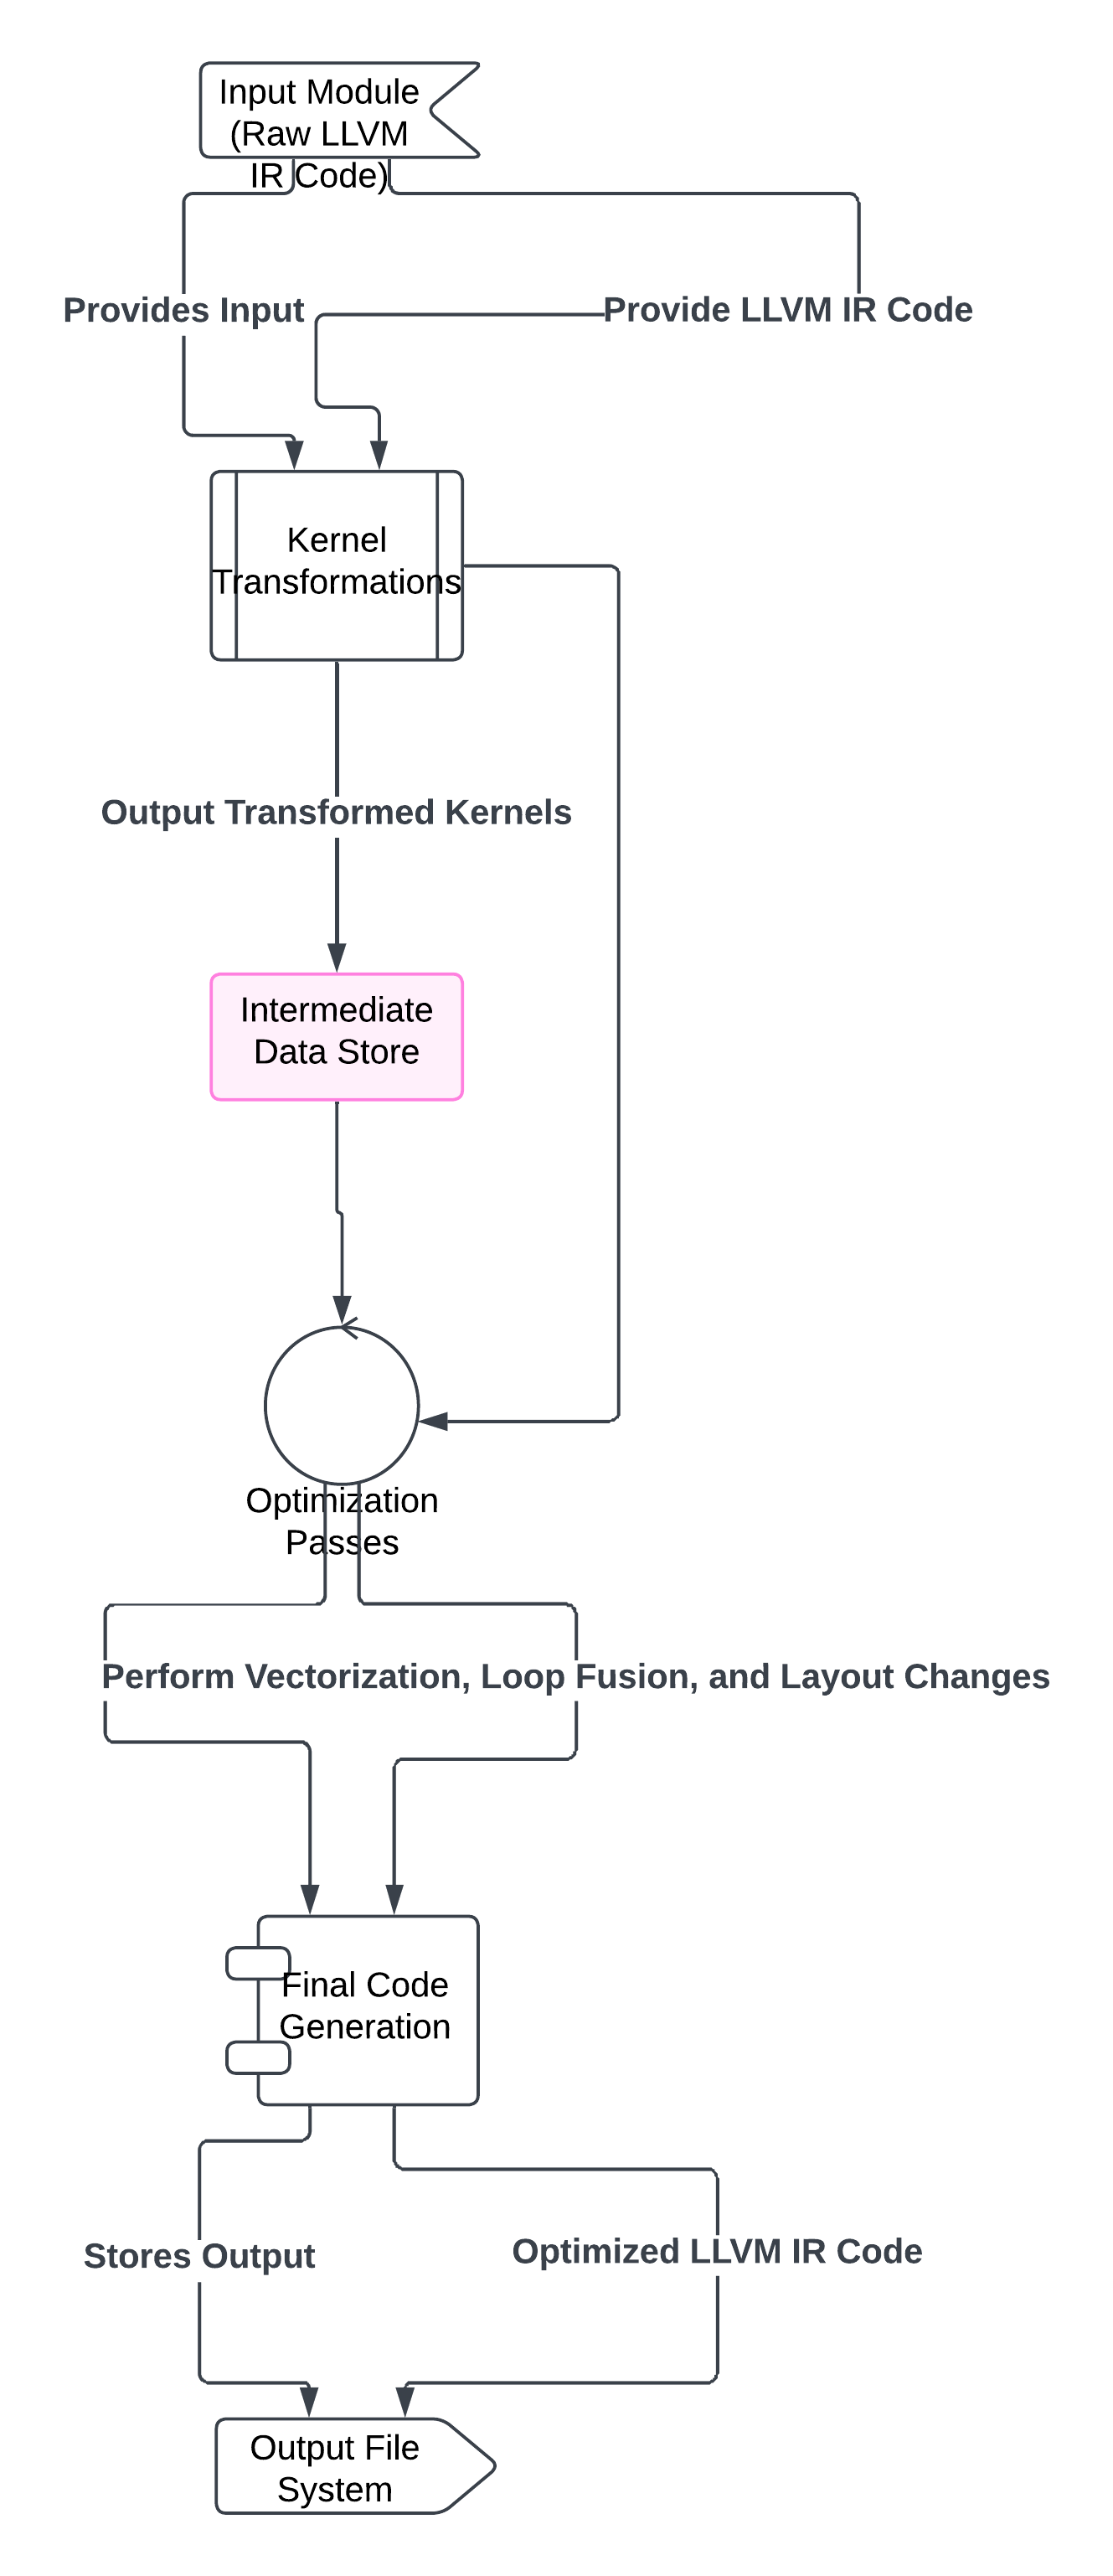 Input Module
(Raw LLVM
IR Code)
Provides Input
Provide LLVM IR Code
Kernel
Transformations
Output Transformed Kernels
Intermediate
Data Store
Optimization
Passes
Perform Vectorization, Loop Fusion, and Layout Changes
Final Code
Generation
Stores Output
Optimized LLVM IR Code
Output File
System